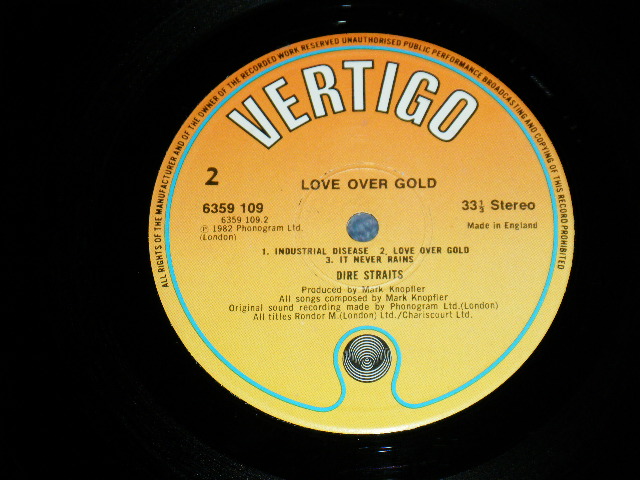 ALL RIGHTS OF THE MANUFACTURER AND OF THE OWNER OF THE RECORDED WORK RESERVED UNAUTHORISED PUBLIC PERFORMANCE BROADCASTING AND COPYING OF THIS RECORD PROHIBITED
VERTIGO
2
LOVE OVER GOLD
6359 109
33⅓ Stereo
6359 109.2
℗ 1982 Phonogram Ltd.
(London)
Made in England
1. INDUSTRIAL DISEASE 2. LOVE OVER GOLD
3. IT NEVER RAINS
DIRE STRAITS
Produced by Mark Knopfler
All songs composed by Mark Knopfler
Original sound recording made by Phonogram Ltd.(London)
All titles Rondor M.(London) Ltd./Chariscourt Ltd.